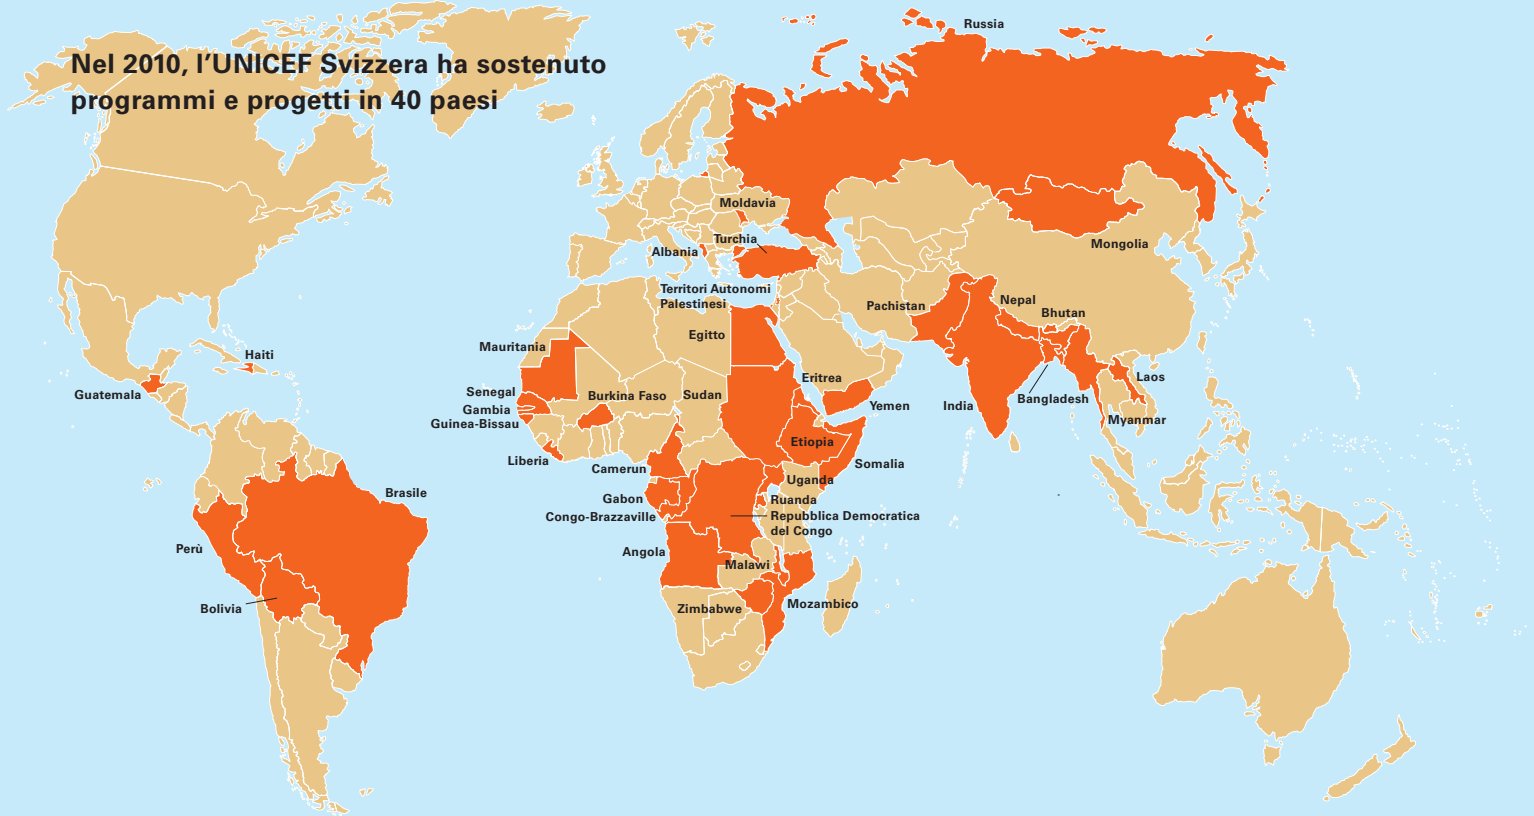 Nel 2010, l'UNICEF Svizzera ha sostenuto
programmi e progetti in 40 paesi
Russia
Moldavia
Turchia
Albania
Mongolia
Territori Autonomi
Palestinesi
Pachistan
Nepal
Bhutan
Egitto
Mauritania
Haiti
Guatemala
Senegal
Gambia
Guinea-Bissau
Burkina Faso
Sudan
Eritrea
Yemen
India
Bangladesh
Laos
Myanmar
Liberia
Camerun
Etiopia
Somalia
Uganda
Brasile
Gabon
Ruanda
Congo-Brazzaville
Repubblica Democratica
del Congo
Perù
Angola
Malawi
Bolivia
Zimbabwe
Mozambico